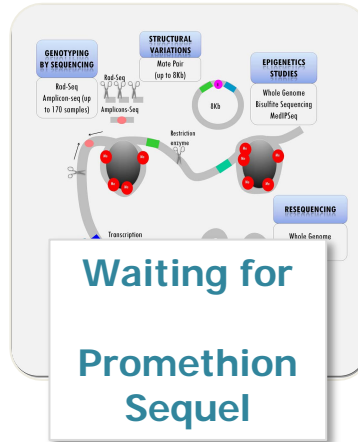 GENOTYPING
BY SEQUENCING
Rad-Seq
Amplicon-seq (up
to 170 samples)
STRUCTURAL
VARIATIONS
Mate Pair
(up to 8Kb)
EPIGENETICS
STUDIES
Whole Genome
Bisulfite Sequencing
MedIPSeq
Rad-Seq
Amplicons-Seq
8Kb
Restriction
enzyme
RESEQUENCING
Whole Genome
Transcription
Waiting for
Promethion
Sequel